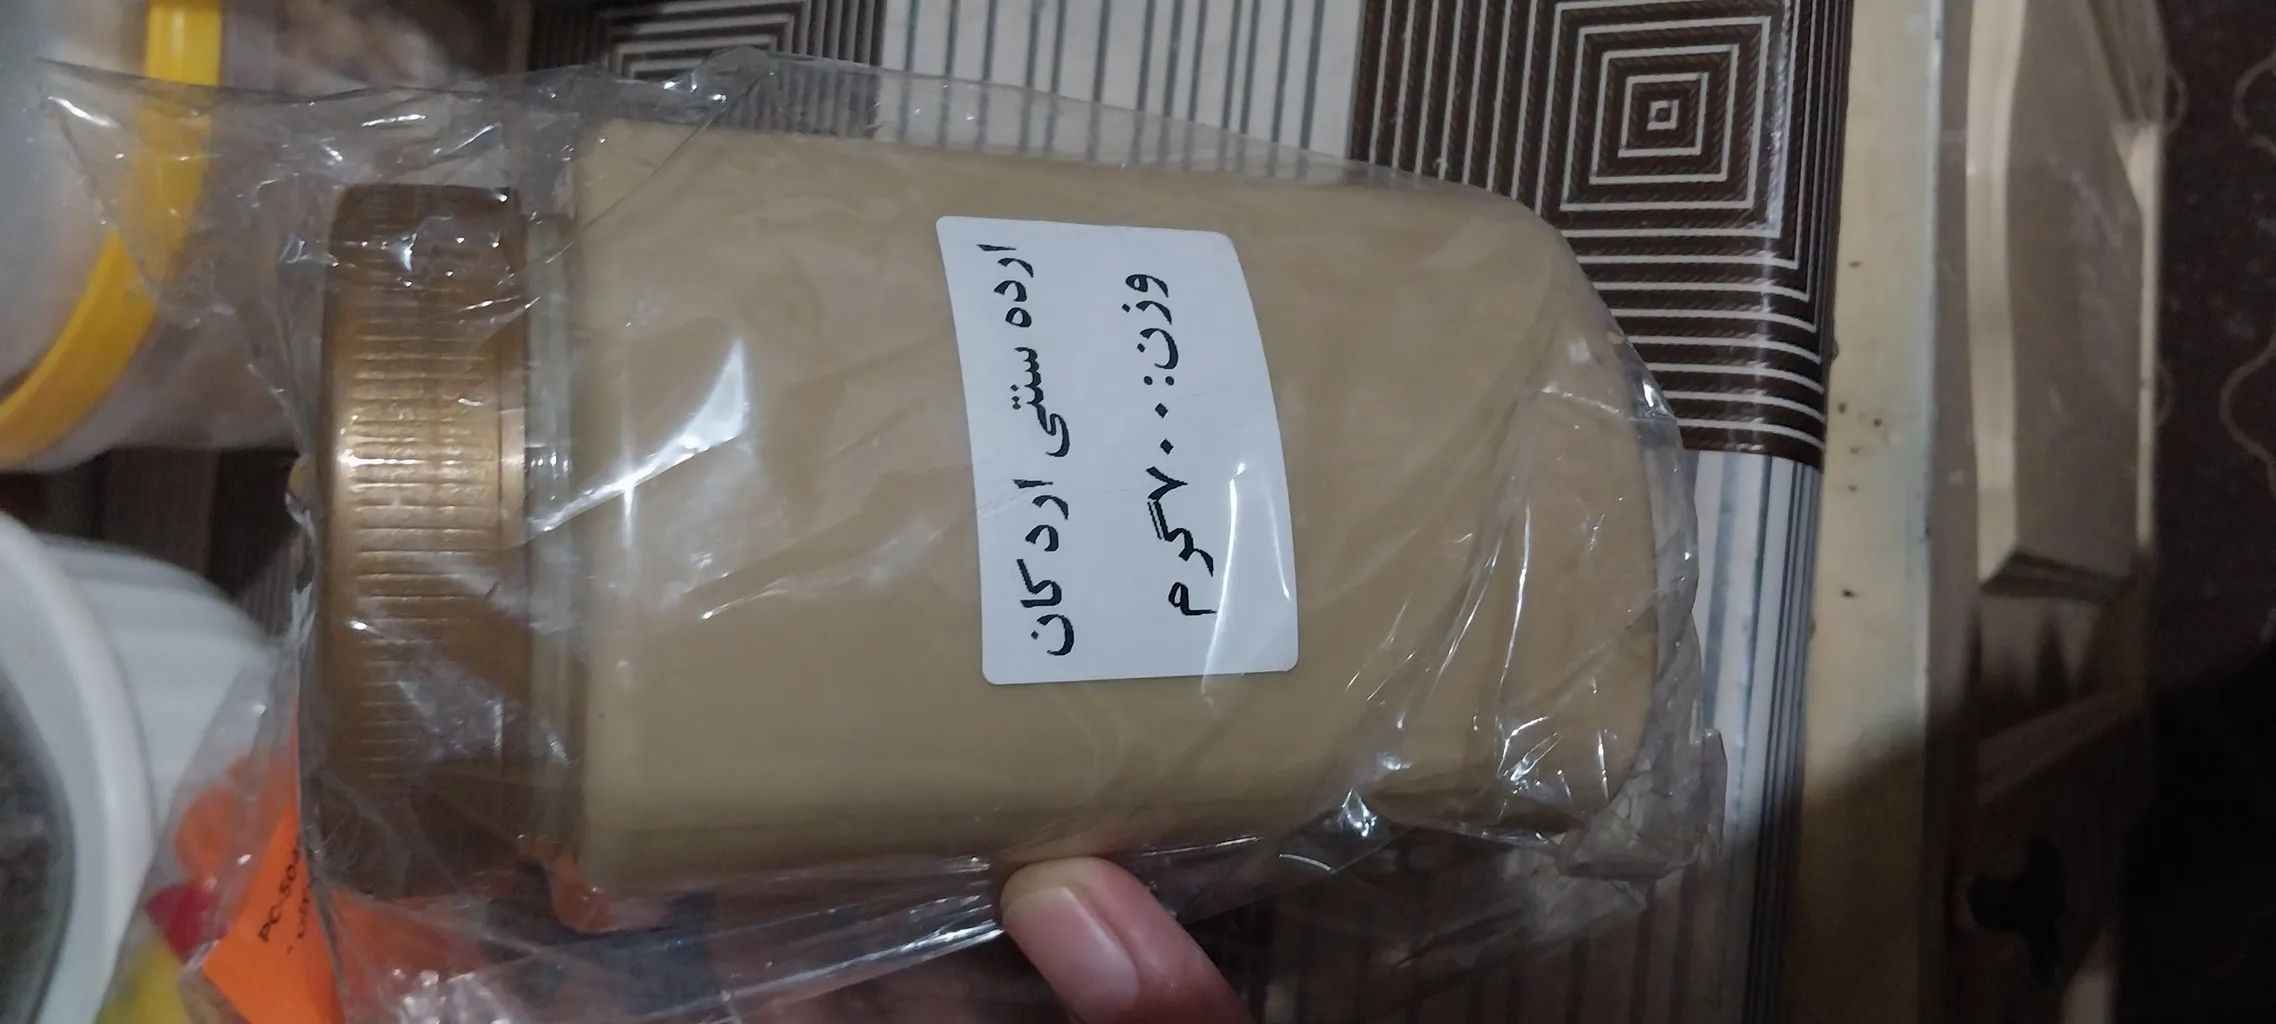 ارده سنتی اردکان
وزن: ۷۰۰گرم